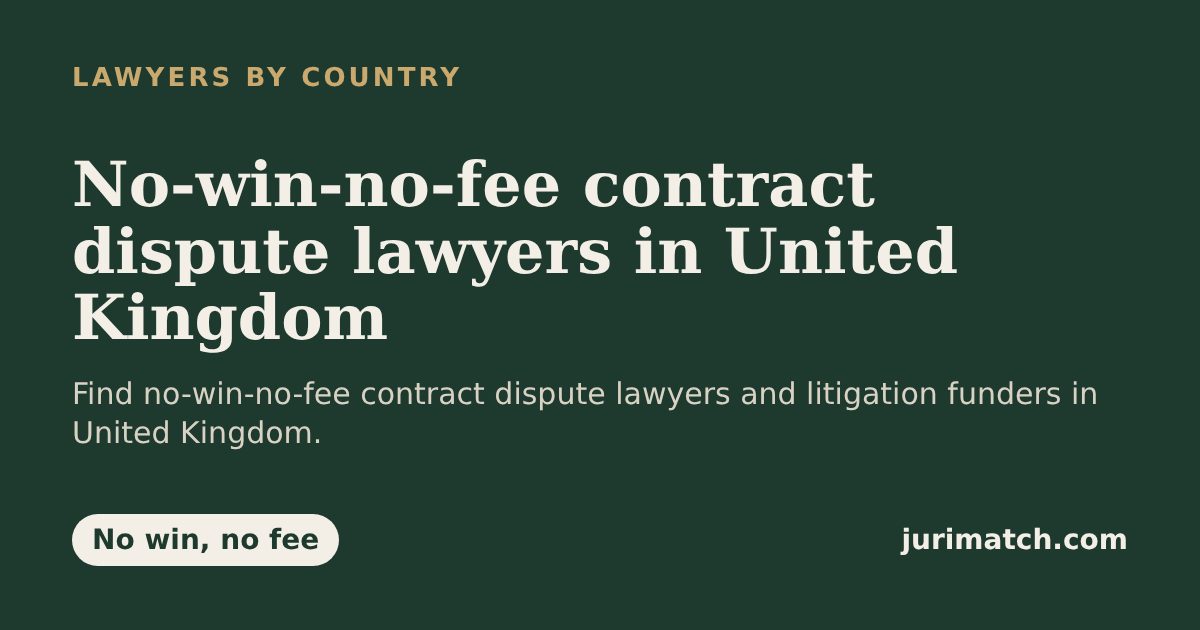 LAWYERS BY COUNTRY
No-win-no-fee contract
dispute lawyers in United
Kingdom
Find no-win-no-fee contract dispute lawyers and litigation funders in
United Kingdom.
No win, no fee
jurimatch.com